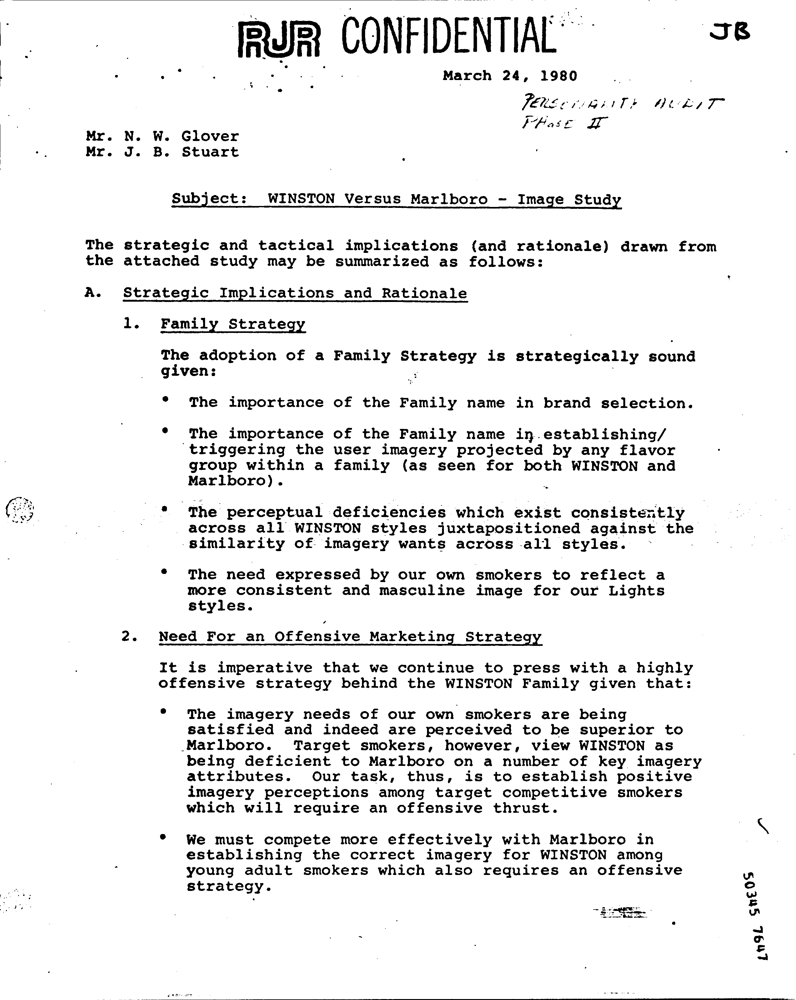 RJR CONFIDENTIAL
JB
March 24, 1980
PERSONALITY AUDIT
PHASE II
Mr. N. W. Glover
Mr. J. B. Stuart
Subject: WINSTON Versus Marlboro - Image Study
The strategic and tactical implications (and rationale) drawn from
the attached study may be summarized as follows:
A. Strategic Implications and Rationale
1. Family Strategy
The adoption of a Family Strategy is strategically sound
given:
• The importance of the Family name in brand selection.
• The importance of the Family name in establishing/
triggering the user imagery projected by any flavor
group within a family (as seen for both WINSTON and
Marlboro).
• The perceptual deficiencies which exist consistently
across all WINSTON styles juxtapositioned against the
similarity of imagery wants across all styles.
• The need expressed by our own smokers to reflect a
more consistent and masculine image for our Lights
styles.
2. Need For an Offensive Marketing Strategy
It is imperative that we continue to press with a highly
offensive strategy behind the WINSTON Family given that:
• The imagery needs of our own smokers are being
satisfied and indeed are perceived to be superior to
Marlboro. Target smokers, however, view WINSTON as
being deficient to Marlboro on a number of key imagery
attributes. Our task, thus, is to establish positive
imagery perceptions among target competitive smokers
which will require an offensive thrust.
• We must compete more effectively with Marlboro in
establishing the correct imagery for WINSTON among
young adult smokers which also requires an offensive
strategy.
50345 7647